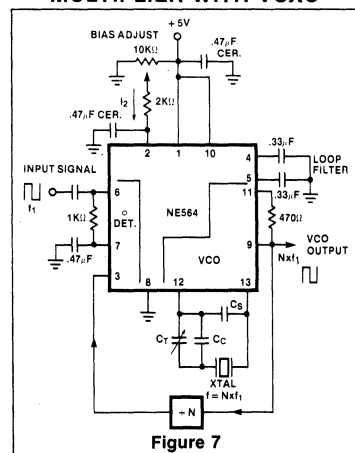 MULTIPLIER WITH VCXO
+ 5V
BIAS ADJUST
10KΩ
.47µF
CER.
I2
2KΩ
.47µF CER.
2
1
10
4
.33µF
LOOP
FILTER
5
.33µF
11
INPUT SIGNAL
f1
6
1KΩ
7
.47µF
3
NE564
φ
DET.
VCO
470Ω
9
VCO
OUTPUT
Nxf1
8
12
13
CS
CT
CC
XTAL
f = Nxf1
÷ N
Figure 7